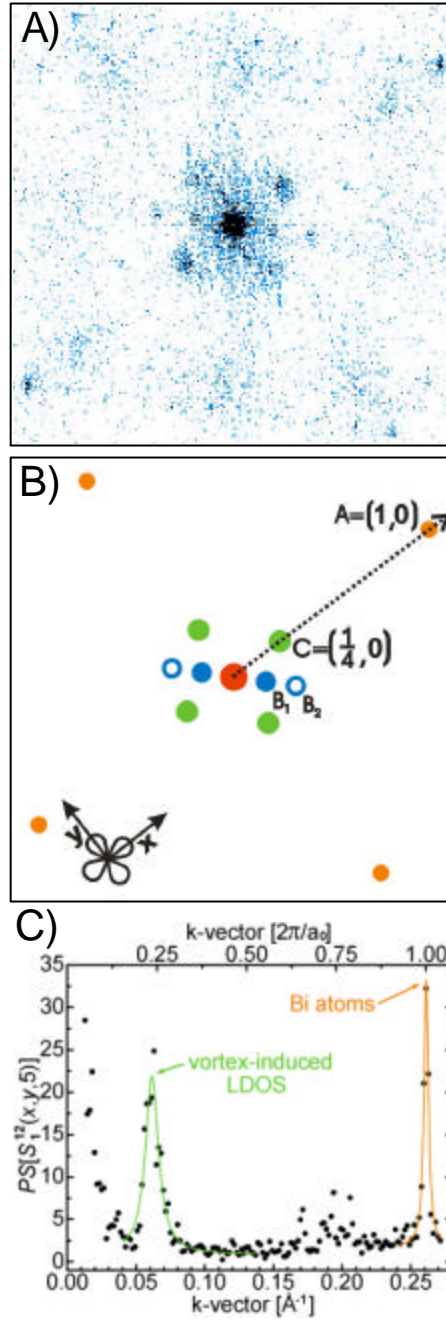 A)
B)
A=(1,0)
C=(1/4,0)
B₁ B₂
y x
C)
k-vector [2π/a₀]
0.25 0.50 0.75 1.00
35
30
25
20
15
10
5
0
Bi atoms
vortex-induced
LDOS
PS[S₁¹²(x,y,5)]
0.00 0.05 0.10 0.15 0.20 0.25
k-vector [Å⁻¹]